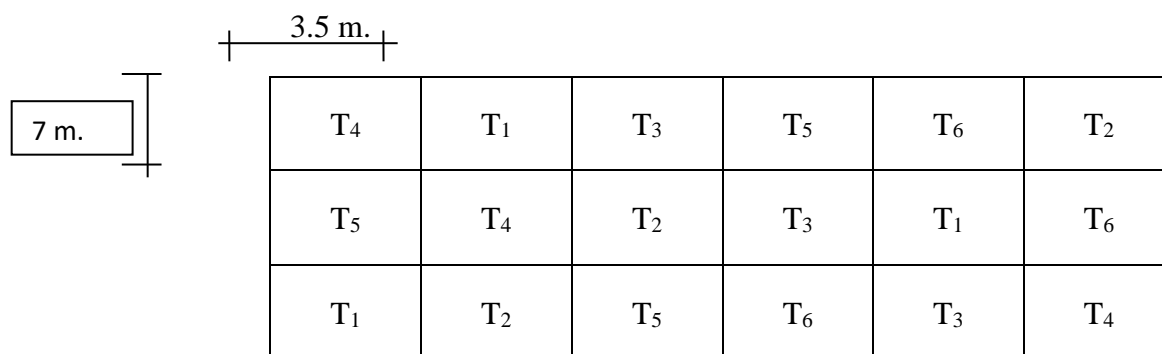 3.5 m.
7 m.
T₄ T₁ T₃ T₅ T₆ T₂
T₅ T₄ T₂ T₃ T₁ T₆
T₁ T₂ T₅ T₆ T₃ T₄